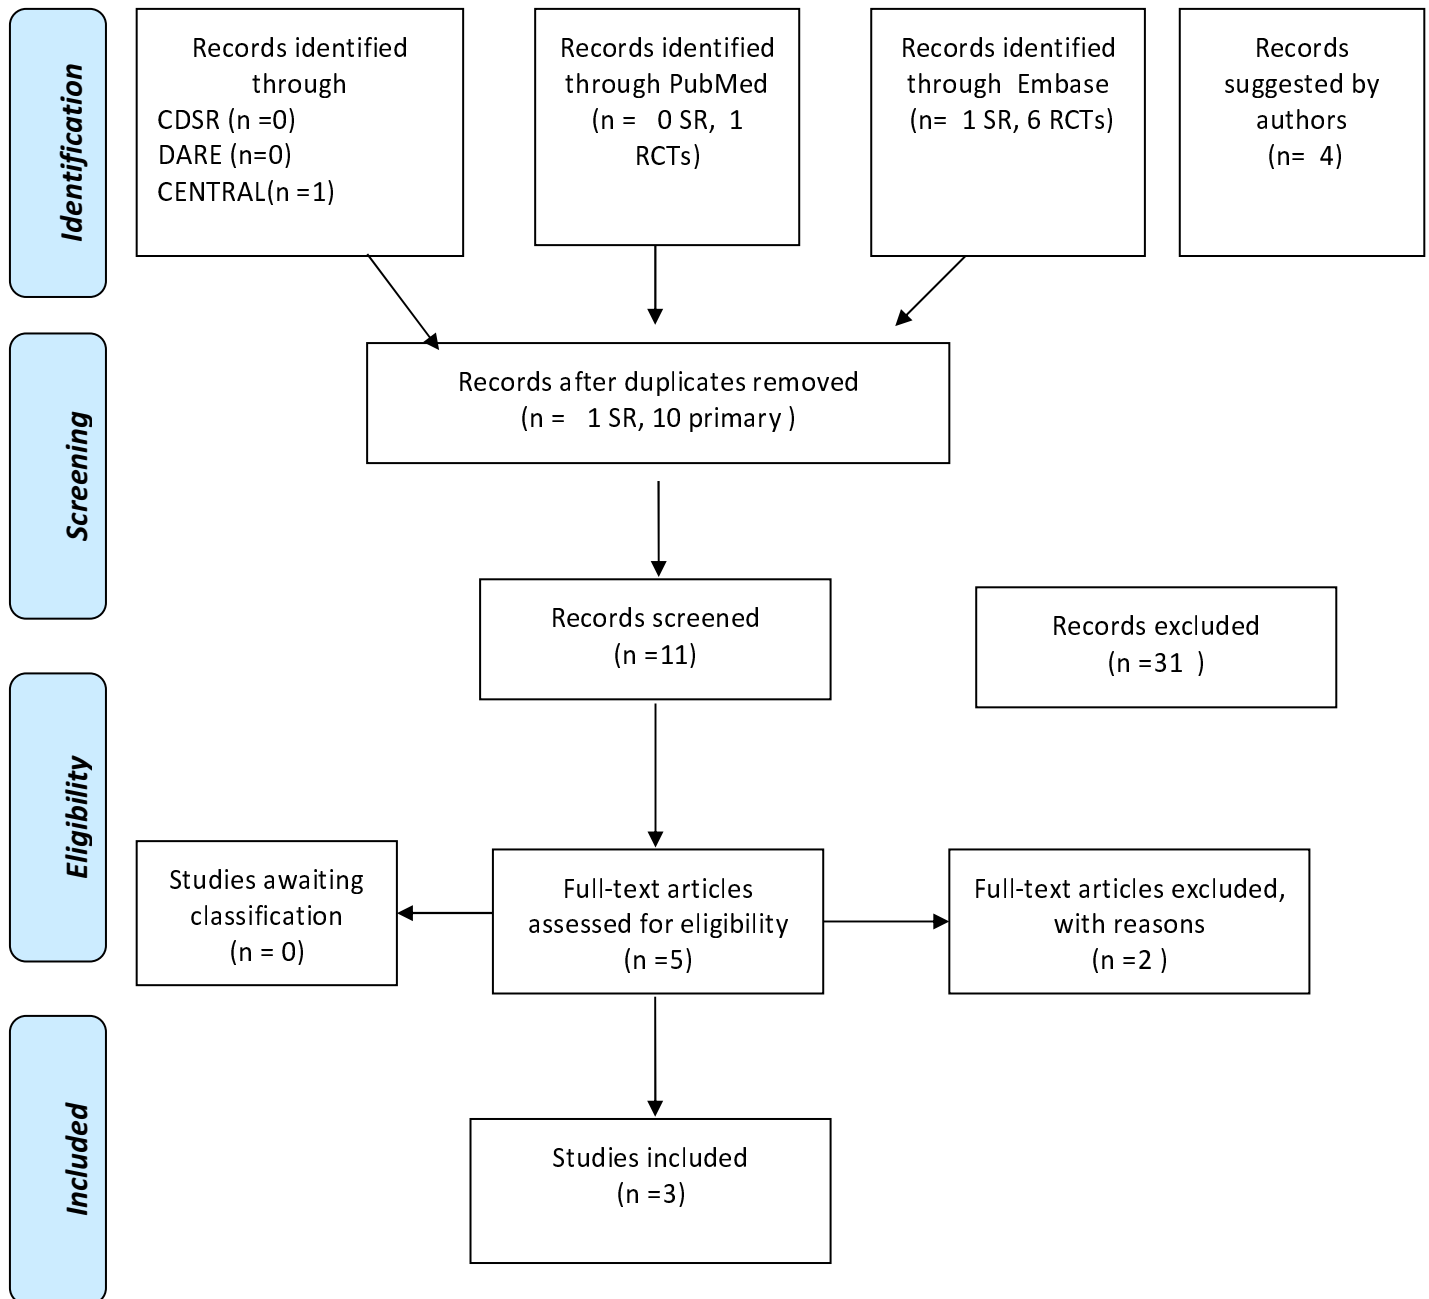 Identification
Records identified
through
CDSR (n =0)
DARE (n=0)
CENTRAL(n =1)
Records identified
through PubMed
(n = 0 SR, 1
RCTs)
Records identified
through Embase
(n= 1 SR, 6 RCTs)
Records
suggested by
authors
(n= 4)
Screening
Records after duplicates removed
(n = 1 SR, 10 primary )
Records screened
(n =11)
Records excluded
(n =31 )
Eligibility
Studies awaiting
classification
(n = 0)
Full-text articles
assessed for eligibility
(n =5)
Full-text articles excluded,
with reasons
(n =2 )
Included
Studies included
(n =3)